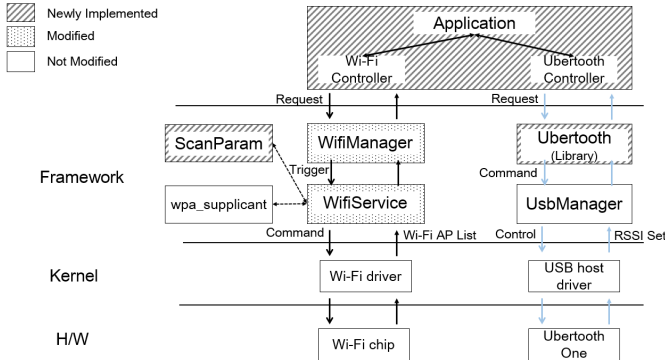 Newly Implemented
Modified
Not Modified
Application
Wi-Fi
Controller
Ubertooth
Controller
Request
Request
ScanParam
WifiManager
Ubertooth
(Library)
Trigger
Command
Framework
wpa_supplicant
WifiService
UsbManager
Command
Wi-Fi AP List
Control
RSSI Set
Kernel
Wi-Fi driver
USB host
driver
H/W
Wi-Fi chip
Ubertooth
One